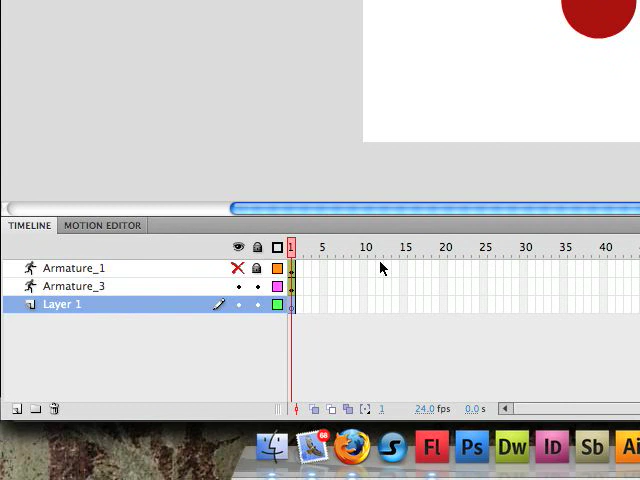 TIMELINE MOTION EDITOR
1 5 10 15 20 25 30 35 40
Armature_1
Armature_3
Layer 1
1 24.0 fps 0.0 s
68
Fl Ps Dw Id Sb Ai